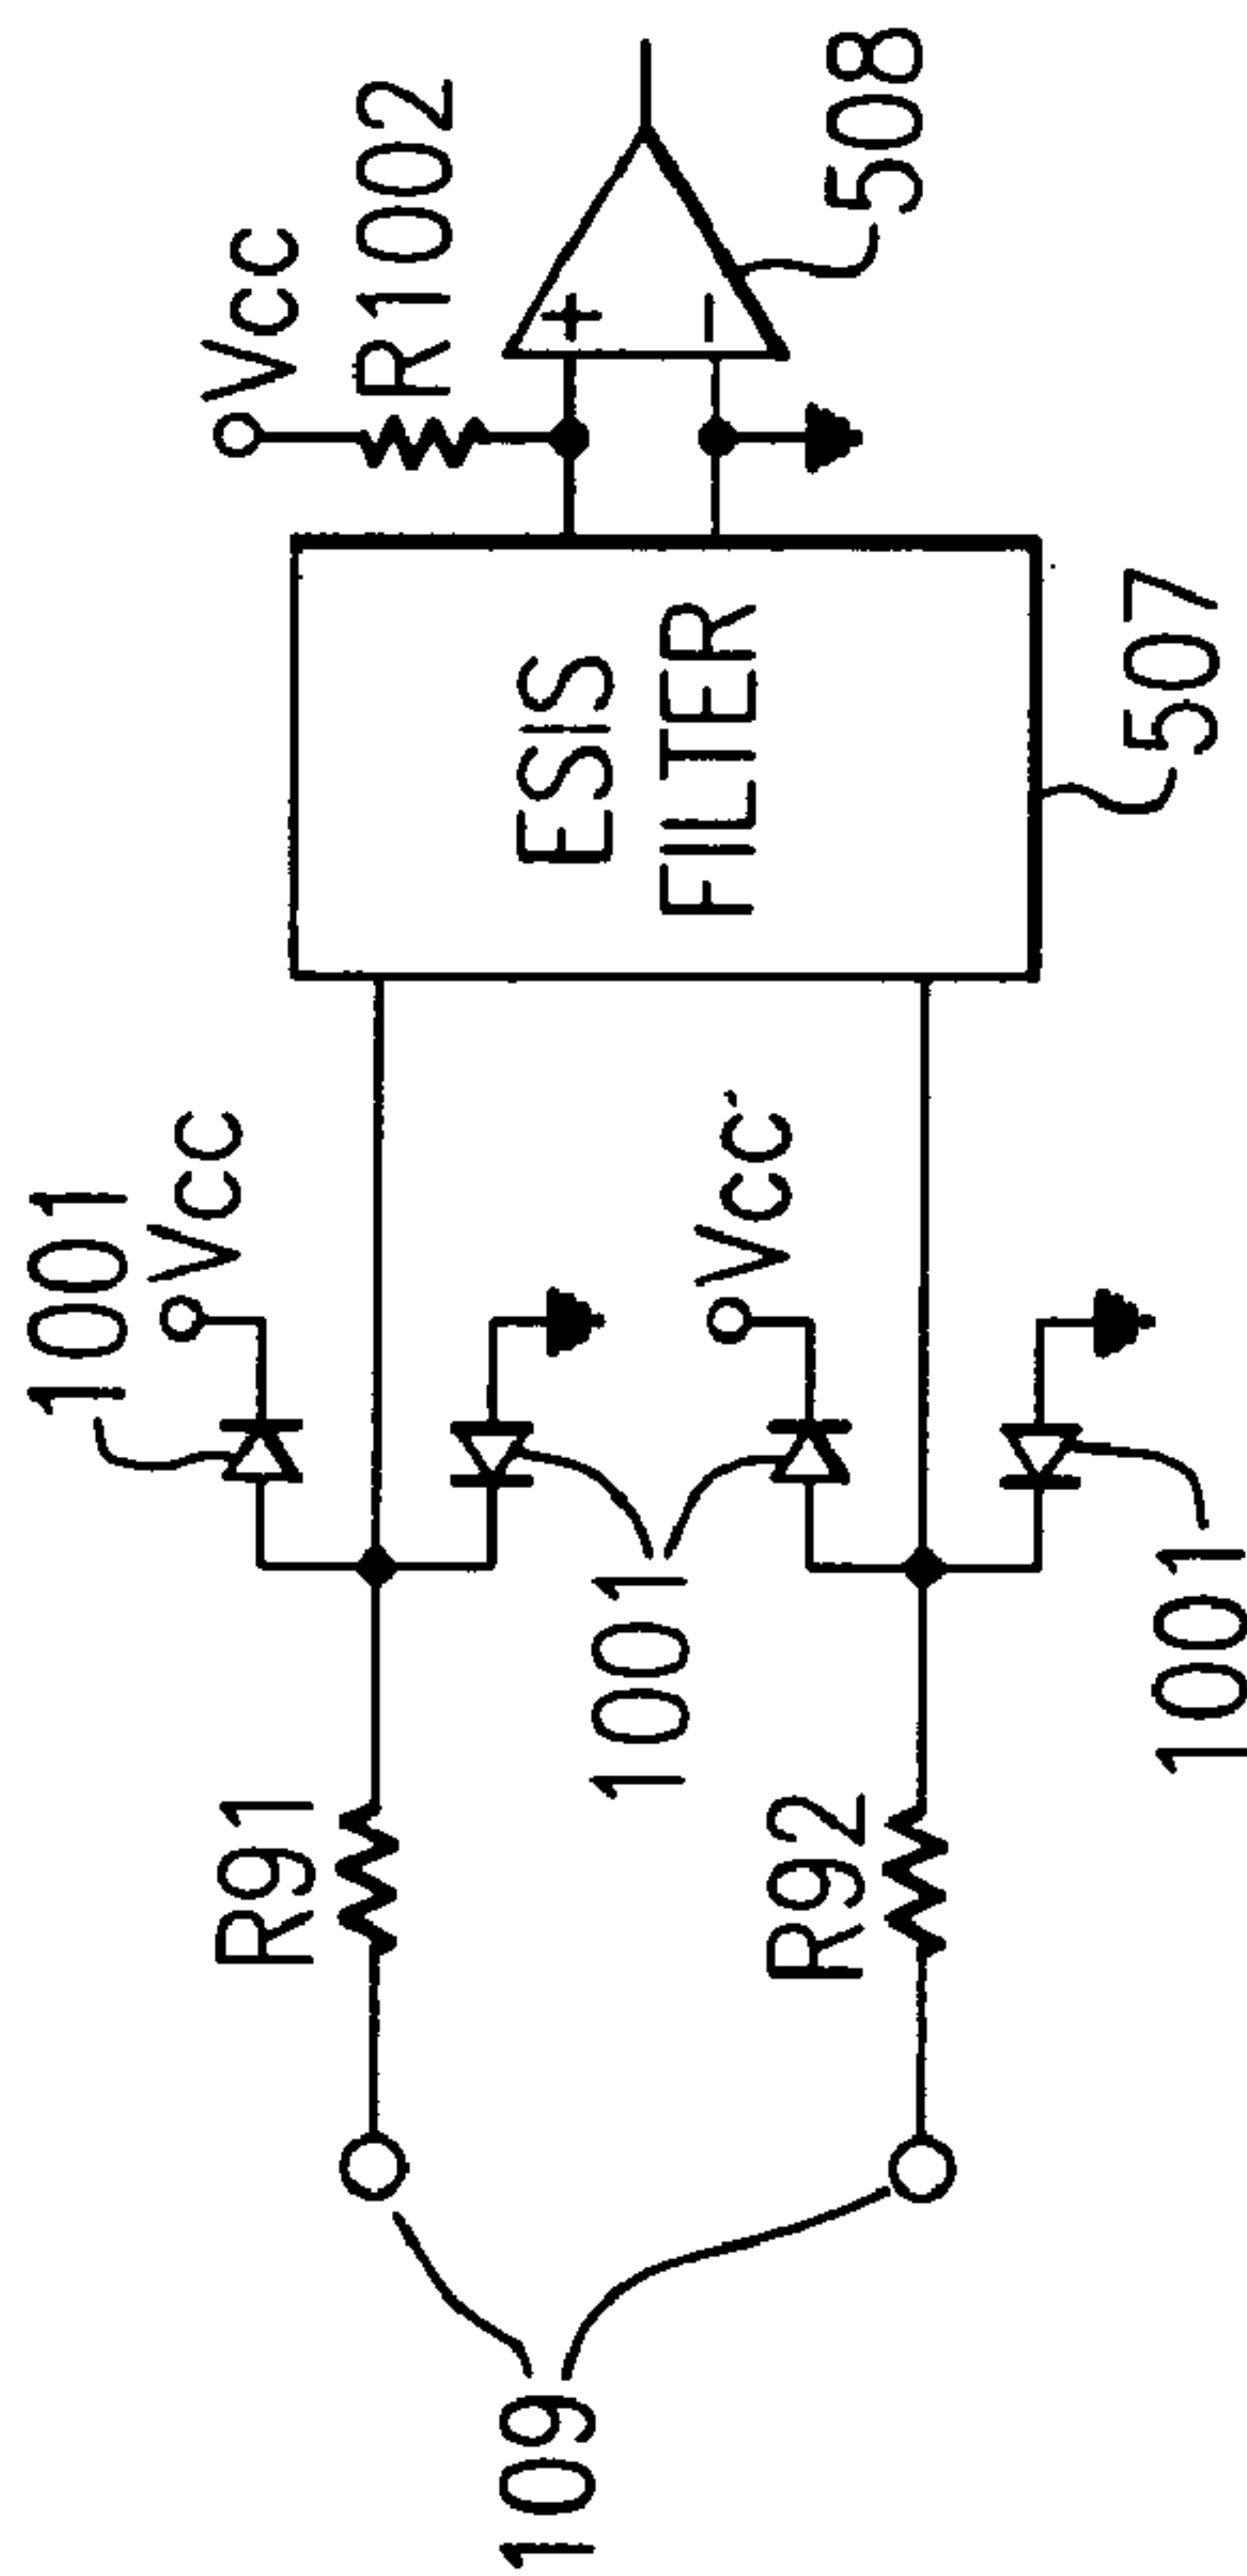 1001
Vcc
Vcc
R1002
R91
+
ESIS
FILTER
-
1001
Vcc
508
R92
109
507
1001